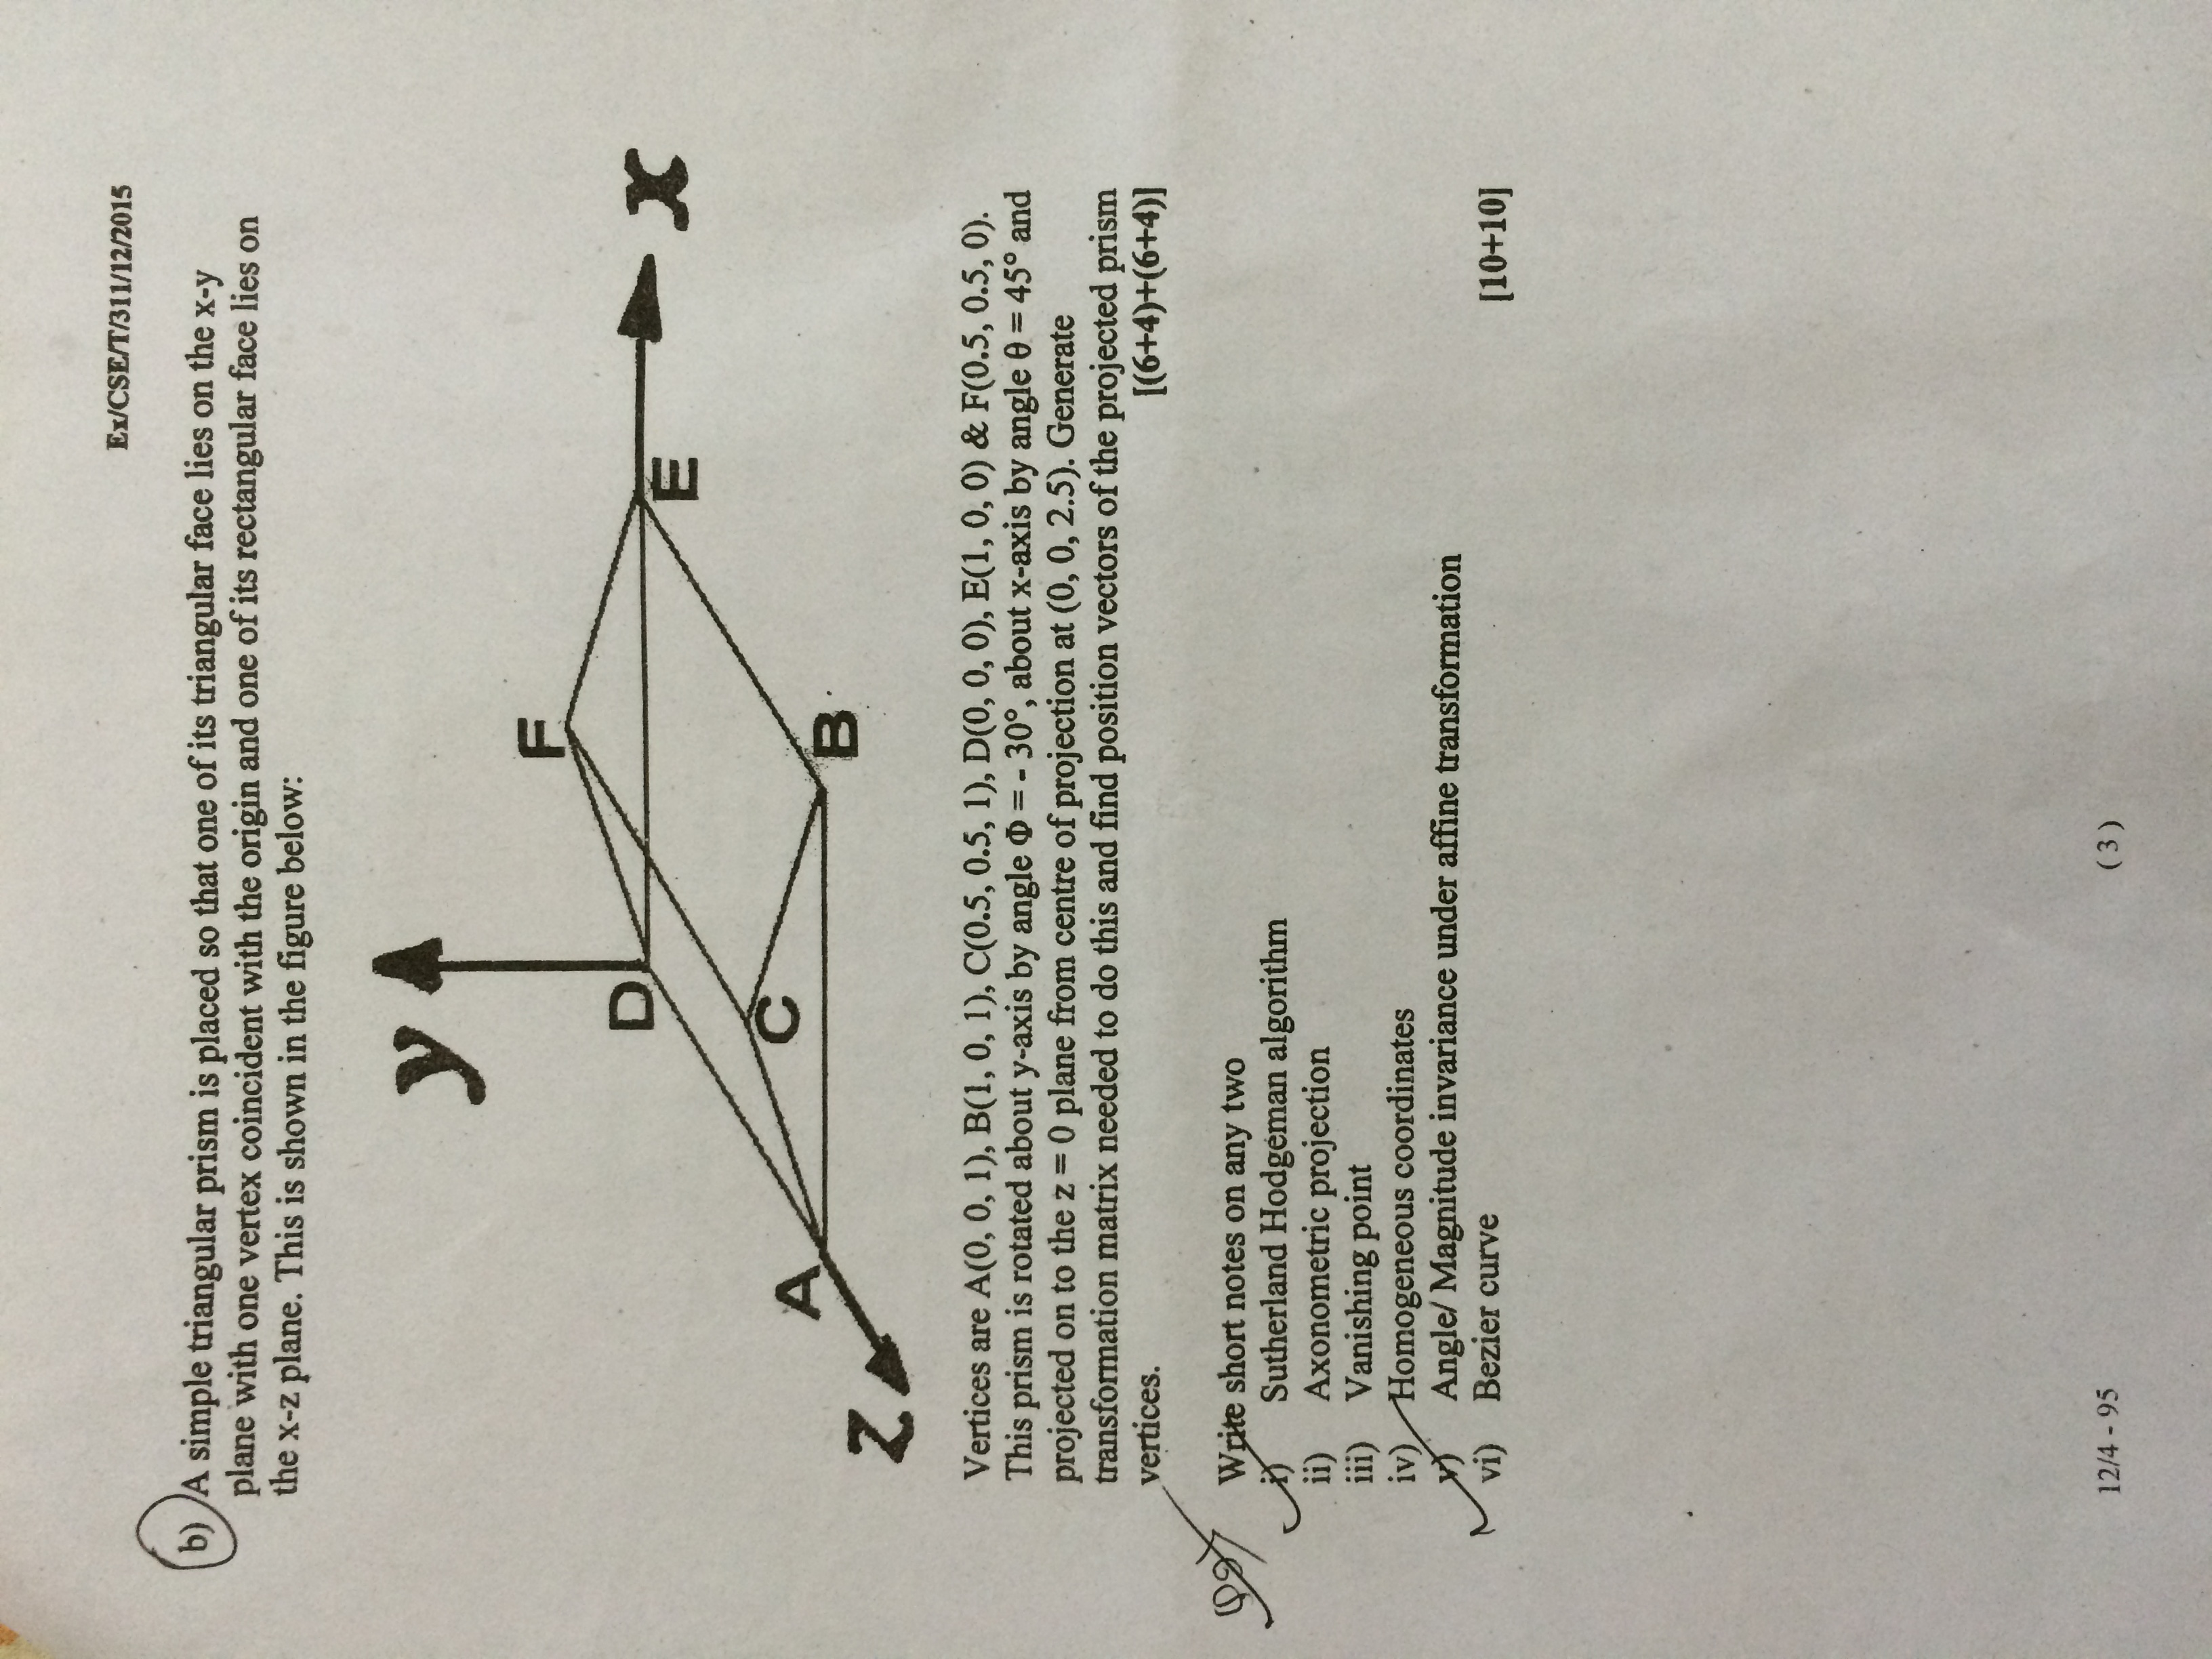 Ex/CSE/T/311/12/2015
b) A simple triangular prism is placed so that one of its triangular face lies on the x-y
plane with one vertex coincident with the origin and one of its rectangular face lies on
the x-z plane. This is shown in the figure below:
y
F
D
x
E
C
A
B
z
Vertices are A(0, 0, 1), B(1, 0, 1), C(0.5, 0.5, 1), D(0, 0, 0), E(1, 0, 0) & F(0.5, 0.5, 0).
This prism is rotated about y-axis by angle Φ = - 30°, about x-axis by angle θ = 45° and
projected on to the z = 0 plane from centre of projection at (0, 0, 2.5). Generate
transformation matrix needed to do this and find position vectors of the projected prism
vertices. [(6+4)+(6+4)]
Write short notes on any two
i) Sutherland Hodgeman algorithm
ii) Axonometric projection
iii) Vanishing point
iv) Homogeneous coordinates
v) Angle/ Magnitude invariance under affine transformation
vi) Bezier curve [10+10]
12/4 - 95 ( 3 )